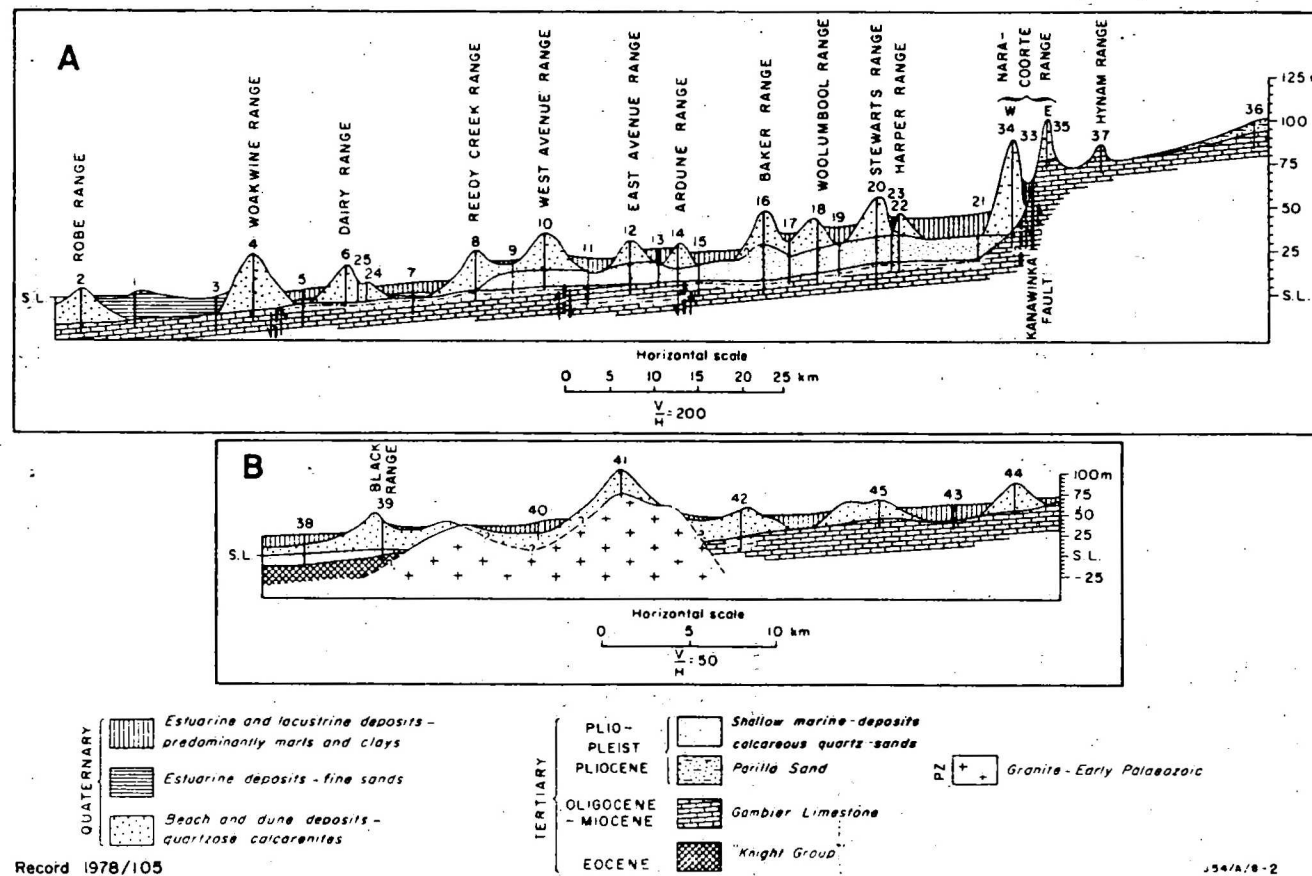 A
ROBE RANGE
WOAKWINE RANGE
DAIRY RANGE
REEDY CREEK RANGE
WEST AVENUE RANGE
EAST AVENUE RANGE
ARDUNE RANGE
BAKER RANGE
WOOLUMBOOL RANGE
STEWARTS RANGE
HARPER RANGE
NARA-
COORTE
RANGE
W E
HYNAM RANGE
2 1 3 4 5 6 25 24 7 8 9 10 11 12 13 14 15 16 17 18 19 20 23 22 21 34 33 35 37 36
125 m
100
75
50
25
S.L.
S.L.
KANAWINKA
FAULT
Horizontal scale
0 5 10 15 20 25 km
V/H = 200
B
BLACK
RANGE
38 39 40 41 42 45 43 44
100m
75
50
25
S.L.
-25
S.L.
? ? ? ?
Horizontal scale
0 5 10 km
V/H = 50
QUATERNARY
Estuarine and lacustrine deposits -
predominantly marls and clays
Estuarine deposits - fine sands
Beach and dune deposits -
quartzose calcarenites
TERTIARY
PLIO-
PLEIST
Shallow marine-deposits
calcareous quartz-sands
PLIOCENE
Parilla Sand
OLIGOCENE
-MIOCENE
Gambier Limestone
EOCENE
"Knight Group"
PZ
Granite - Early Palaeozoic
Record 1978/105
J54/A/8-2